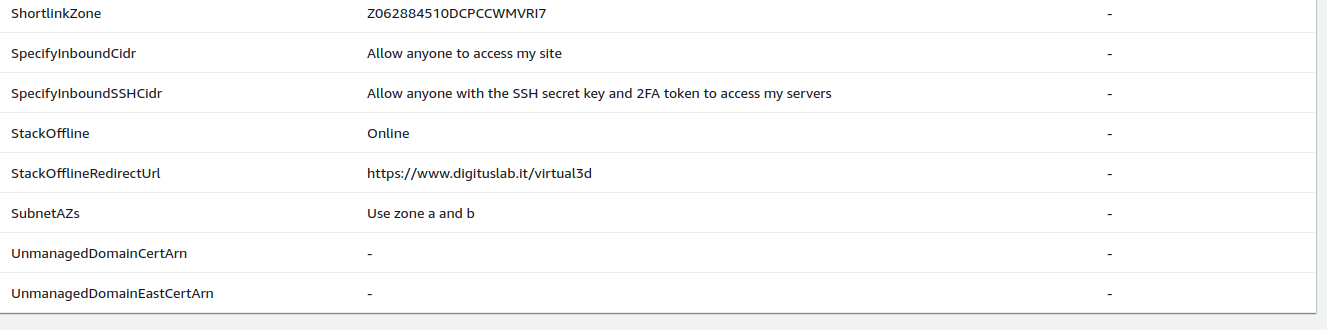 ShortlinkZone Z062884510DCPCCWMVRI7 -
SpecifyInboundCidr Allow anyone to access my site -
SpecifyInboundSSHCidr Allow anyone with the SSH secret key and 2FA token to access my servers -
StackOffline Online -
StackOfflineRedirectUrl https://www.digituslab.it/virtual3d -
SubnetAZs Use zone a and b -
UnmanagedDomainCertArn - -
UnmanagedDomainEastCertArn - -